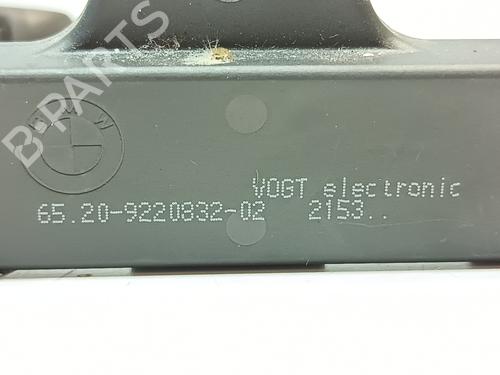 B-PARTS
BMW
VOGT electronic
65.20-9220832-02 2153..